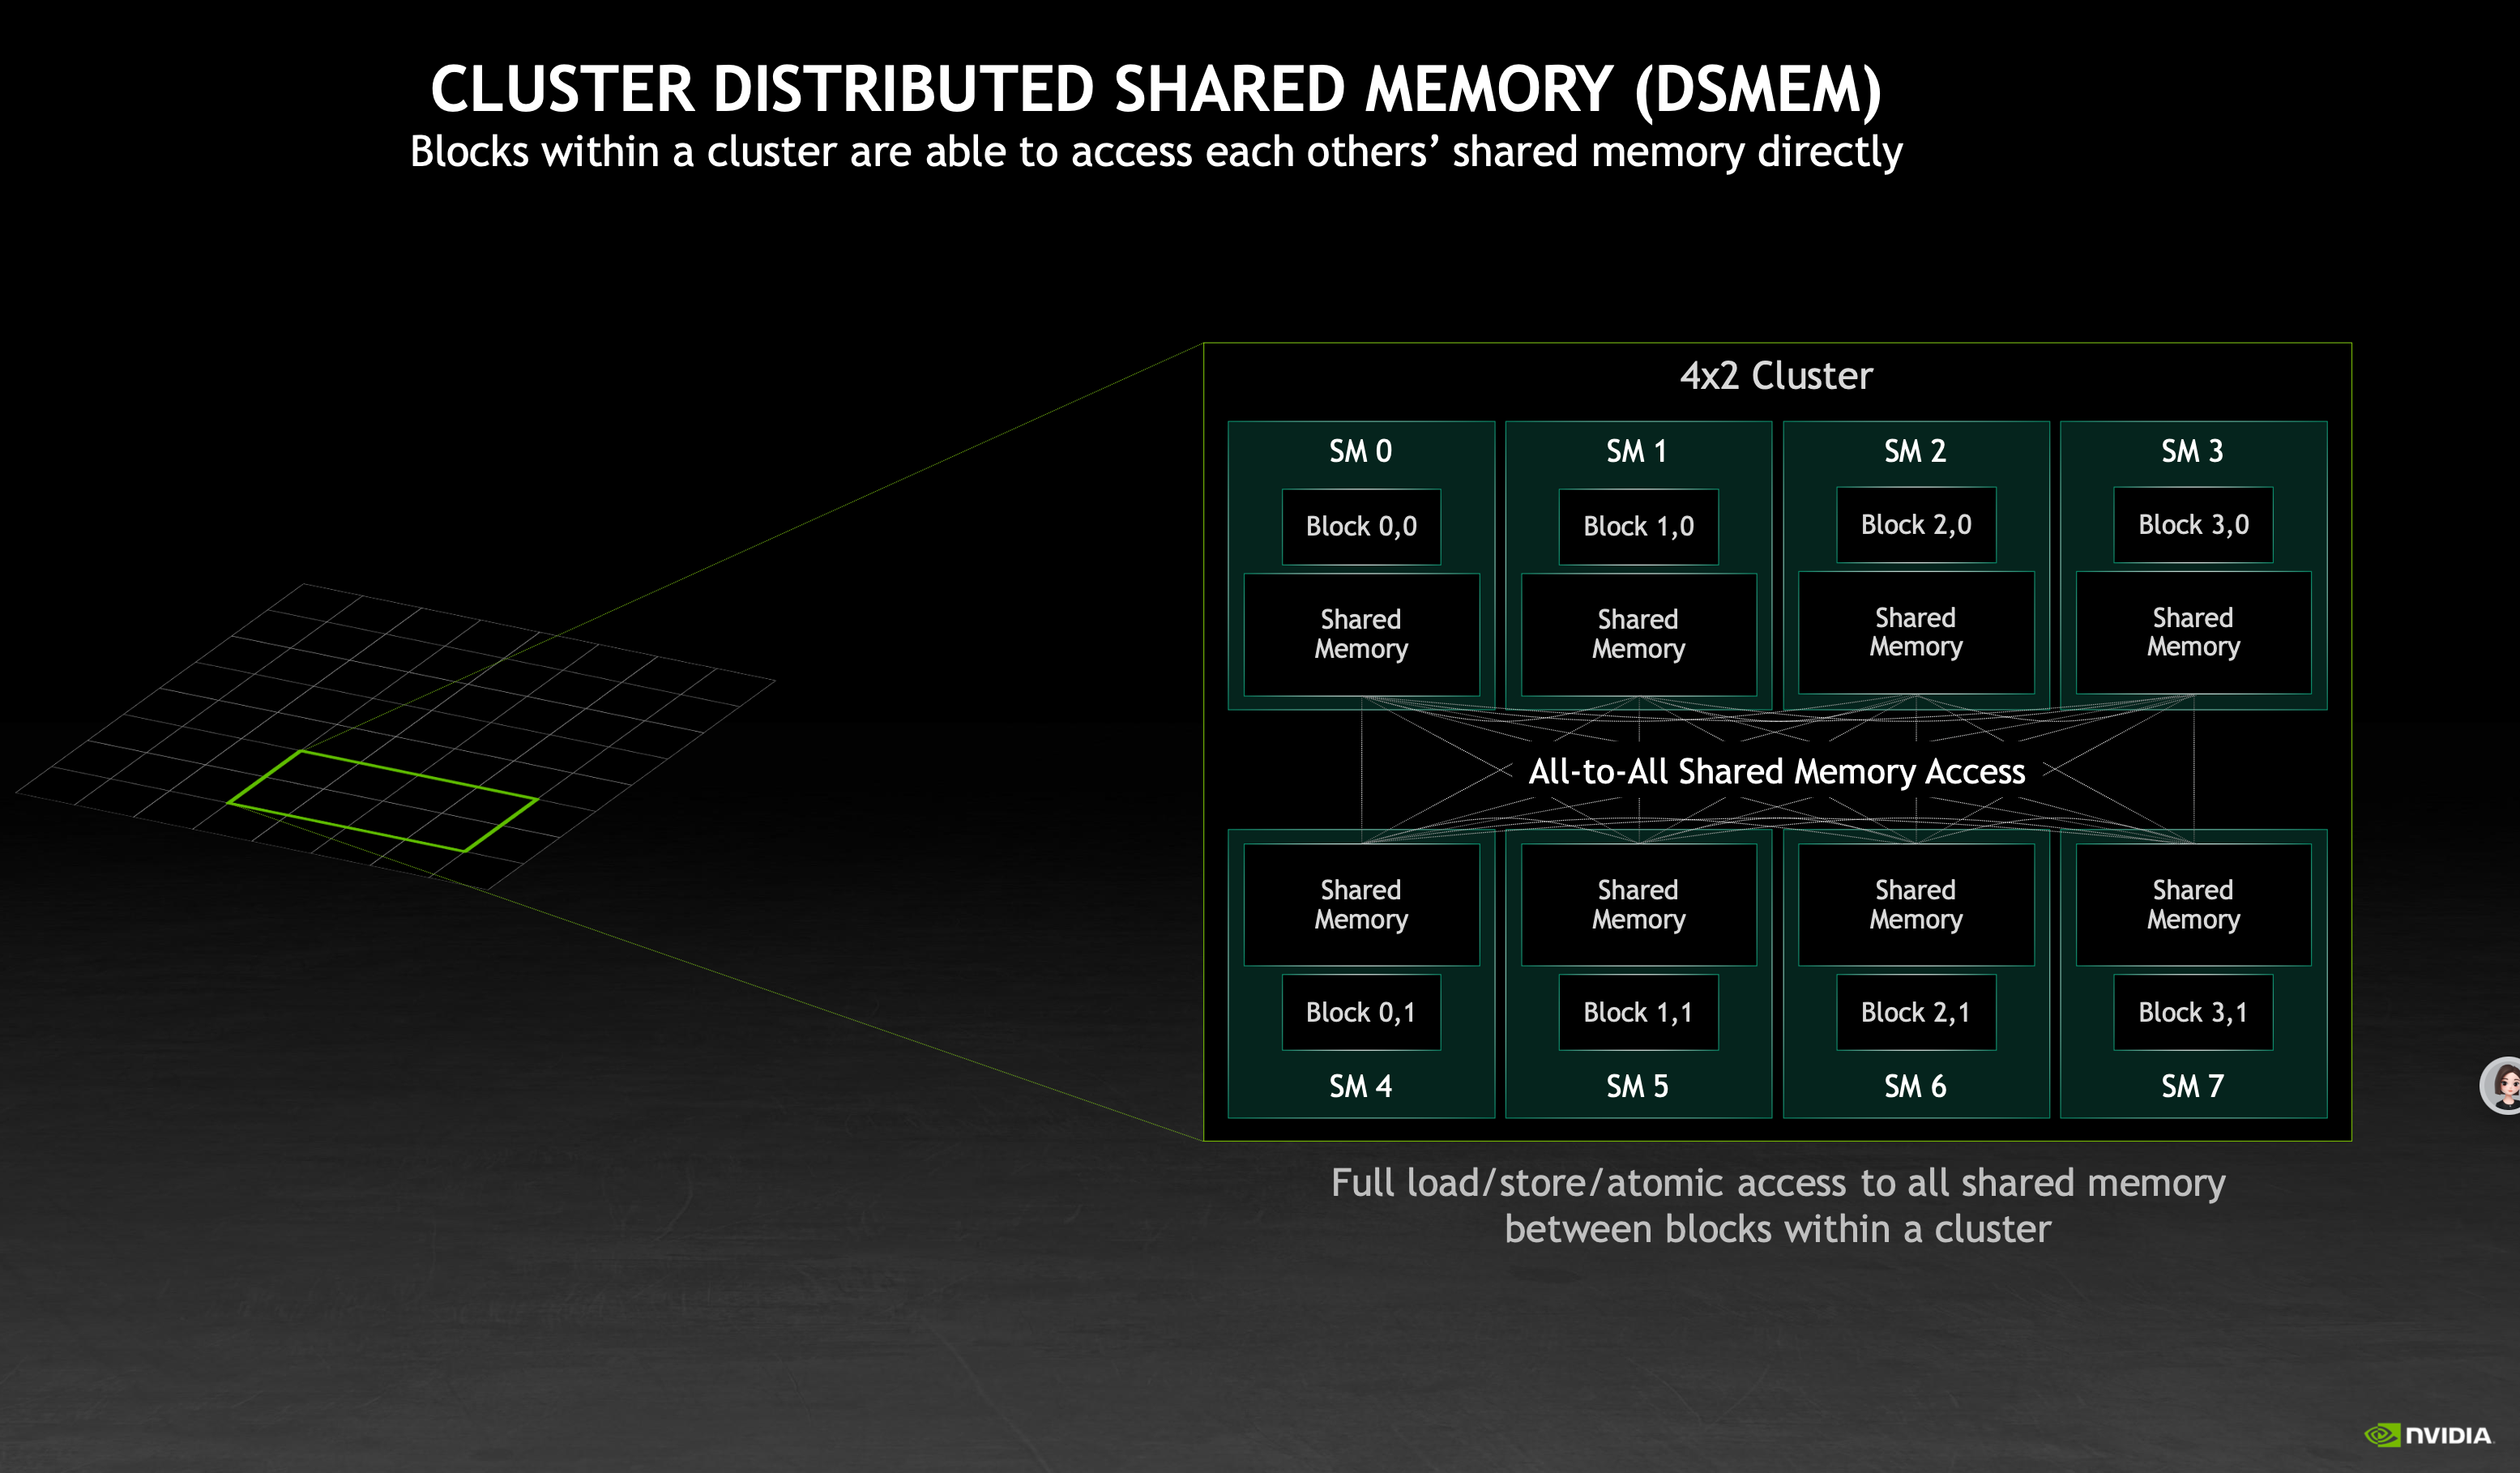 CLUSTER DISTRIBUTED SHARED MEMORY (DSMEM)
Blocks within a cluster are able to access each others’ shared memory directly
4x2 Cluster
SM 0
SM 1
SM 2
SM 3
Block 0,0
Block 1,0
Block 2,0
Block 3,0
Shared
Memory
Shared
Memory
Shared
Memory
Shared
Memory
All-to-All Shared Memory Access
Shared
Memory
Shared
Memory
Shared
Memory
Shared
Memory
Block 0,1
Block 1,1
Block 2,1
Block 3,1
SM 4
SM 5
SM 6
SM 7
Full load/store/atomic access to all shared memory
between blocks within a cluster
NVIDIA